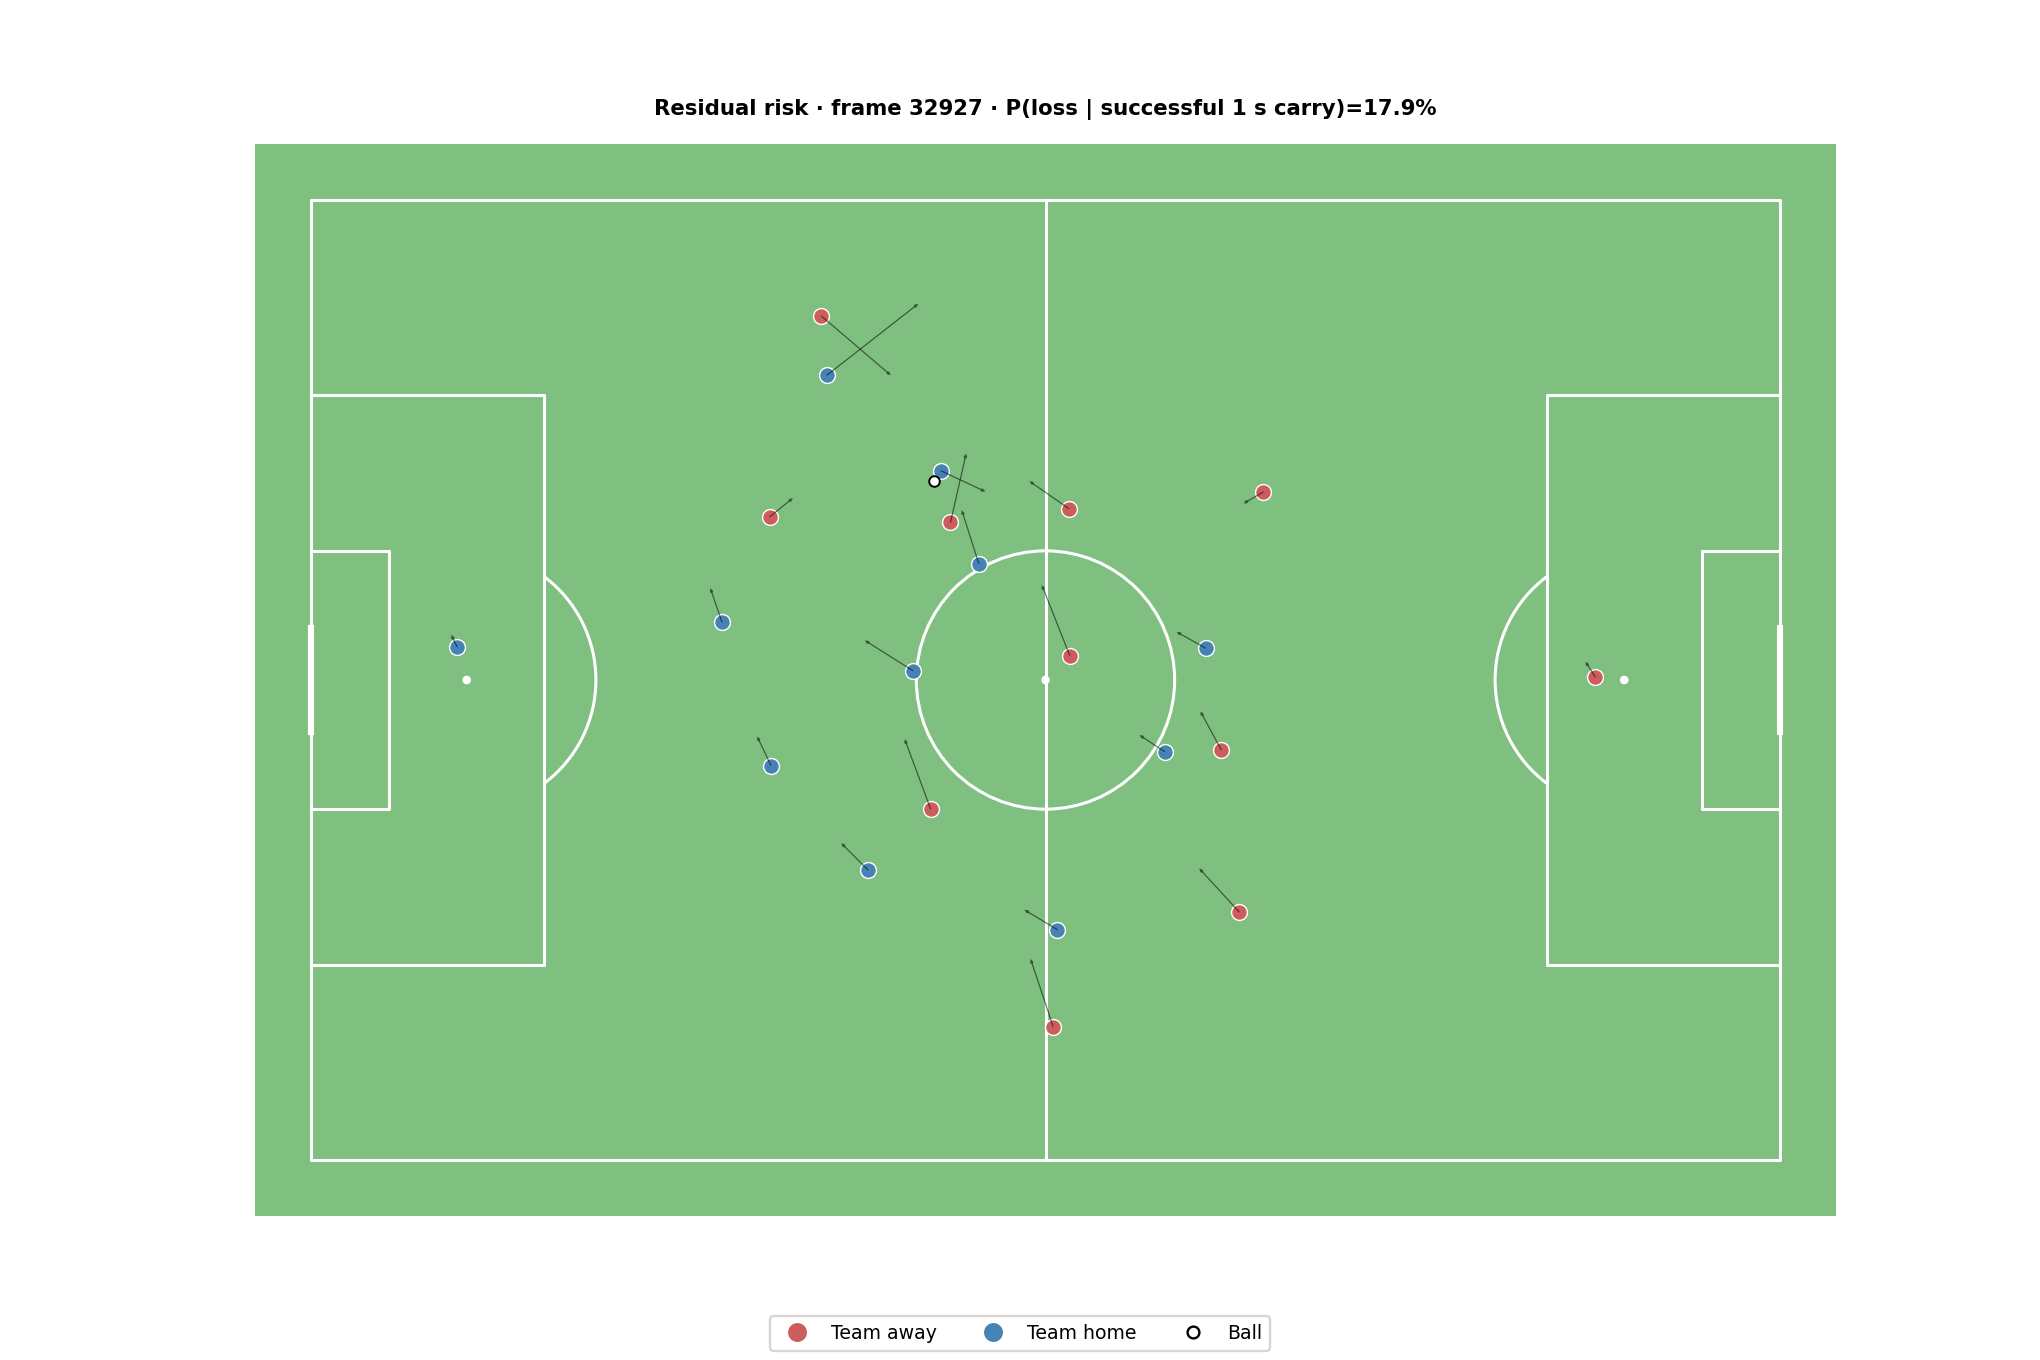 Residual risk · frame 32927 · P(loss | successful 1 s carry)=17.9%
Team away
Team home
Ball